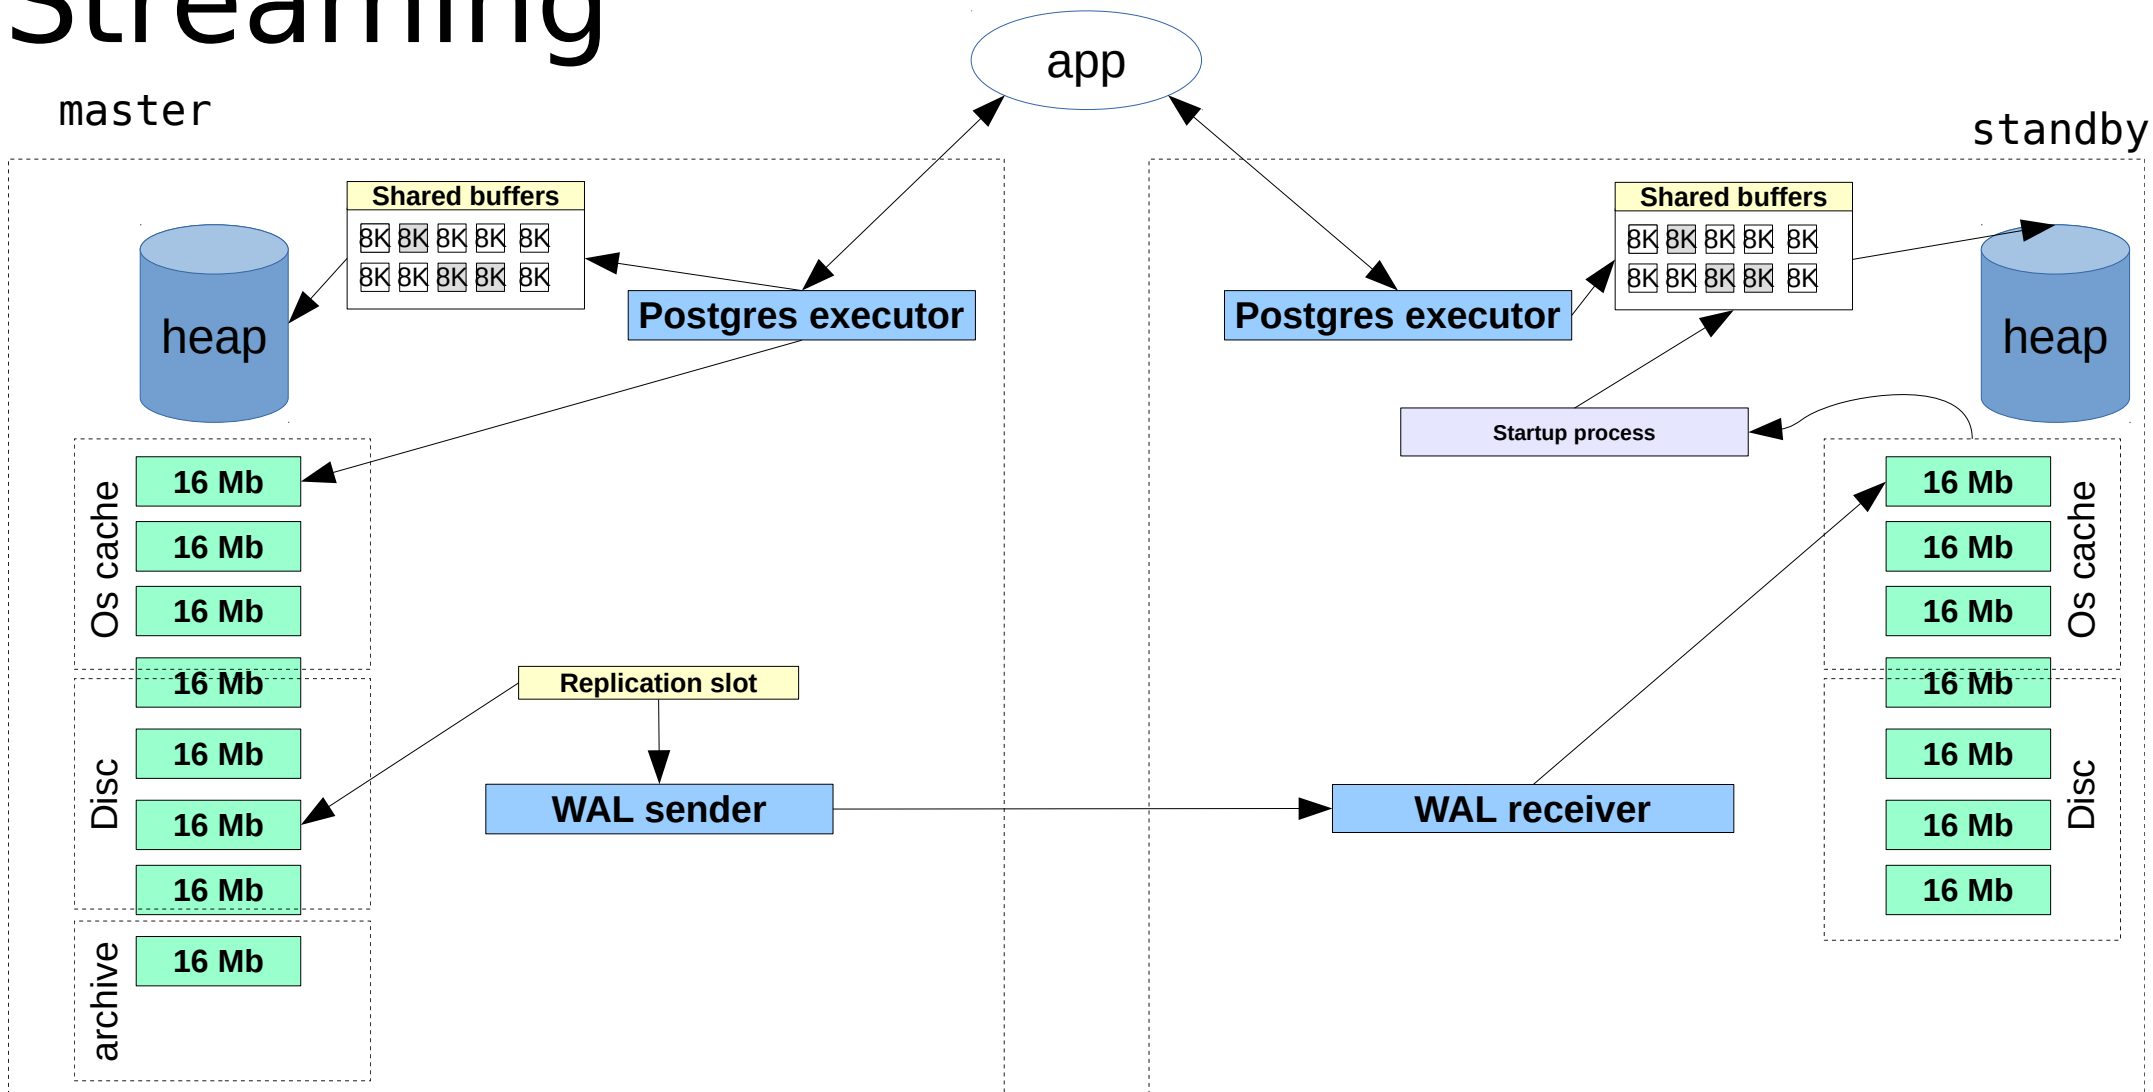 Streaming
app
master
standby
Shared buffers
8K 8K 8K 8K 8K
8K 8K 8K 8K 8K
heap
Postgres executor
Os cache
16 Mb
16 Mb
16 Mb
16 Mb
Disc
16 Mb
16 Mb
16 Mb
archive
16 Mb
Replication slot
WAL sender
Shared buffers
8K 8K 8K 8K 8K
8K 8K 8K 8K 8K
Postgres executor
heap
Startup process
16 Mb
16 Mb
16 Mb
Os cache
16 Mb
16 Mb
16 Mb
16 Mb
Disc
WAL receiver